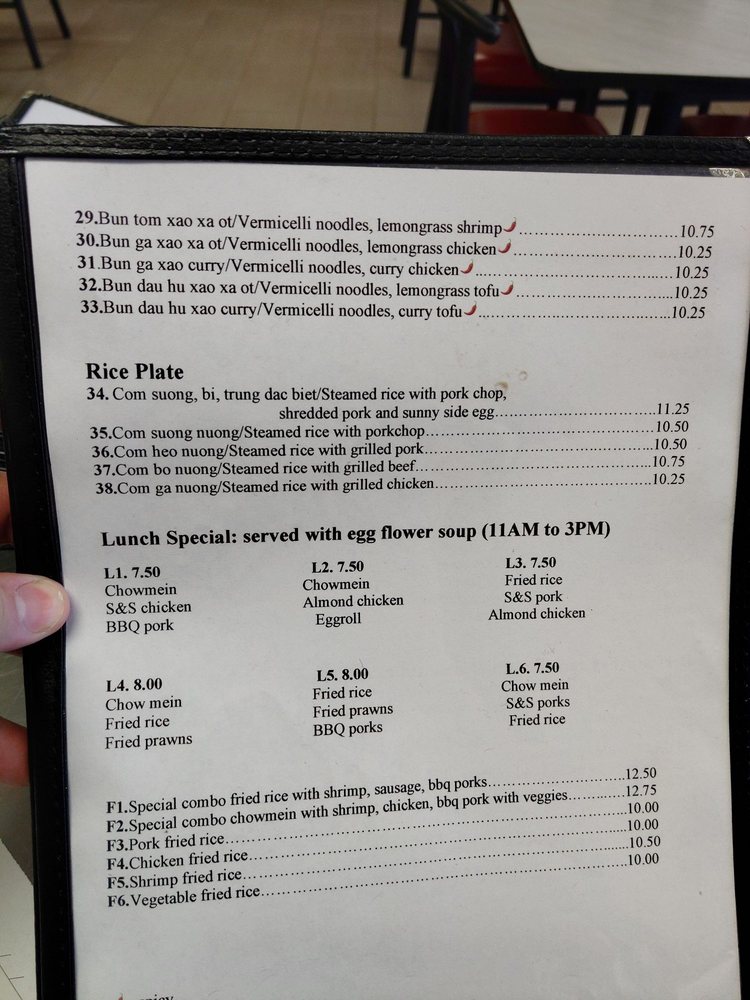 29.Bun tom xao xa ot/Vermicelli noodles, lemongrass shrimp..............................10.75
30.Bun ga xao xa ot/Vermicelli noodles, lemongrass chicken..............................10.25
31.Bun ga xao curry/Vermicelli noodles, curry chicken..............................10.25
32.Bun dau hu xao xa ot/Vermicelli noodles, lemongrass tofu..............................10.25
33.Bun dau hu xao curry/Vermicelli noodles, curry tofu..............................10.25
Rice Plate
34. Com suong, bi, trung dac biet/Steamed rice with pork chop,
shredded pork and sunny side egg..............................11.25
35.Com suong nuong/Steamed rice with porkchop..............................10.50
36.Com heo nuong/Steamed rice with grilled pork..............................10.50
37.Com bo nuong/Steamed rice with grilled beef..............................10.75
38.Com ga nuong/Steamed rice with grilled chicken..............................10.25
Lunch Special: served with egg flower soup (11AM to 3PM)
L1. 7.50
Chowmein
S&S chicken
BBQ pork
L2. 7.50
Chowmein
Almond chicken
Eggroll
L3. 7.50
Fried rice
S&S pork
Almond chicken
L4. 8.00
Chow mein
Fried rice
Fried prawns
L5. 8.00
Fried rice
Fried prawns
BBQ porks
L.6. 7.50
Chow mein
S&S porks
Fried rice
F1.Special combo fried rice with shrimp, sausage, bbq porks..............................12.50
F2.Special combo chowmein with shrimp, chicken, bbq pork with veggies............12.75
F3.Pork fried rice..............................10.00
F4.Chicken fried rice..............................10.00
F5.Shrimp fried rice..............................10.50
F6.Vegetable fried rice..............................10.00